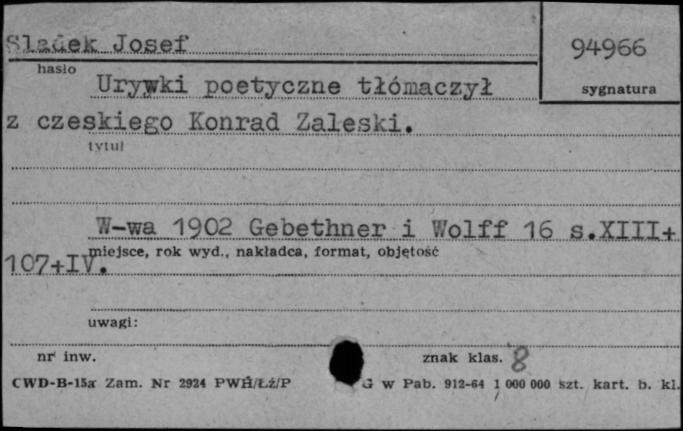 Sladek Josef
94966
hasło
sygnatura
Urywki poetyczne tłómaczył
z czeskiego Konrad Zaleski.
tytuł
W-wa 1902 Gebethner i Wolff 16 s.XIII+
miejsce, rok wyd., nakładca, format, objętość
107+IV.
uwagi:
nr inw.
znak klas. 8
CWD-B-15a Zam. Nr 2924 PWH/Łź/P
G w Pab. 912-64 1 000 000 szt. kart. b. kl.